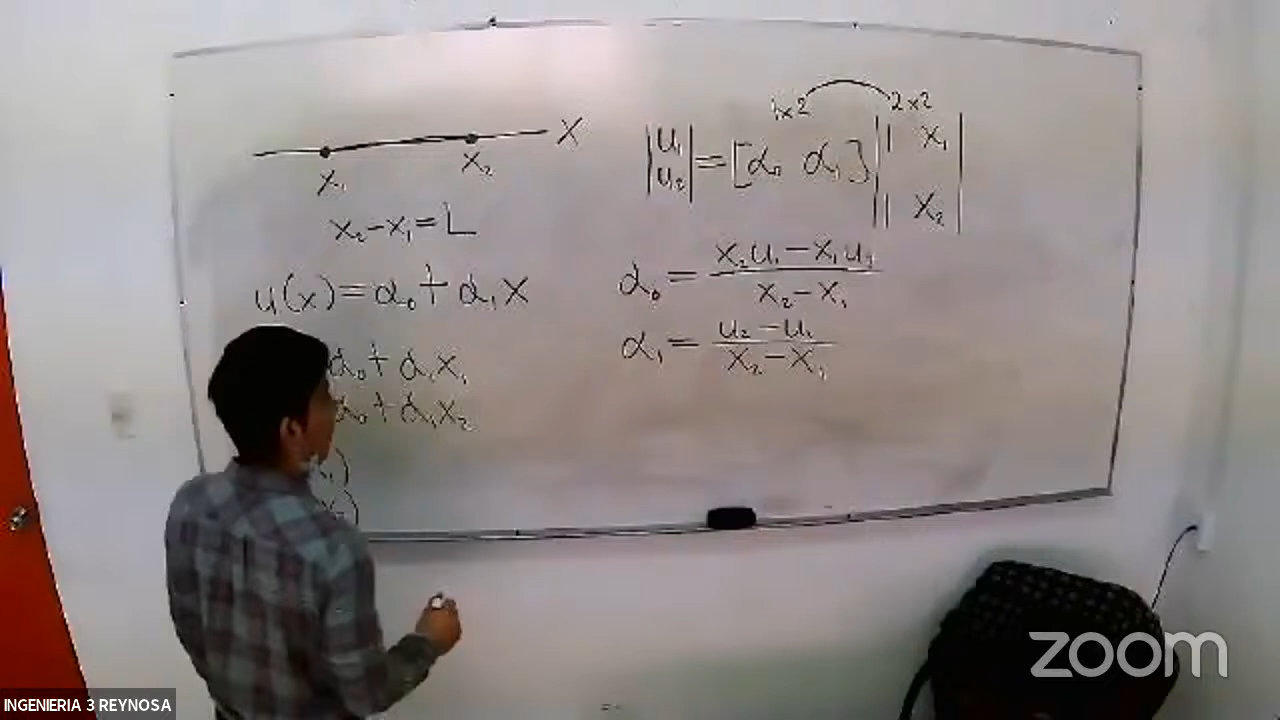 X
x₁ x₂
x₂-x₁=L
u(x)=α₀+α₁x
α₀+α₁x₁
α₀+α₁x₂
1x2 2x2
|u₁ u₂|=[α₀ α₁]|1 x₁ 1 x₂|
α₀=(x₂u₁-x₁u₂)/(x₂-x₁)
α₁=(u₂-u₁)/(x₂-x₁)
zoom
INGENIERIA 3 REYNOSA